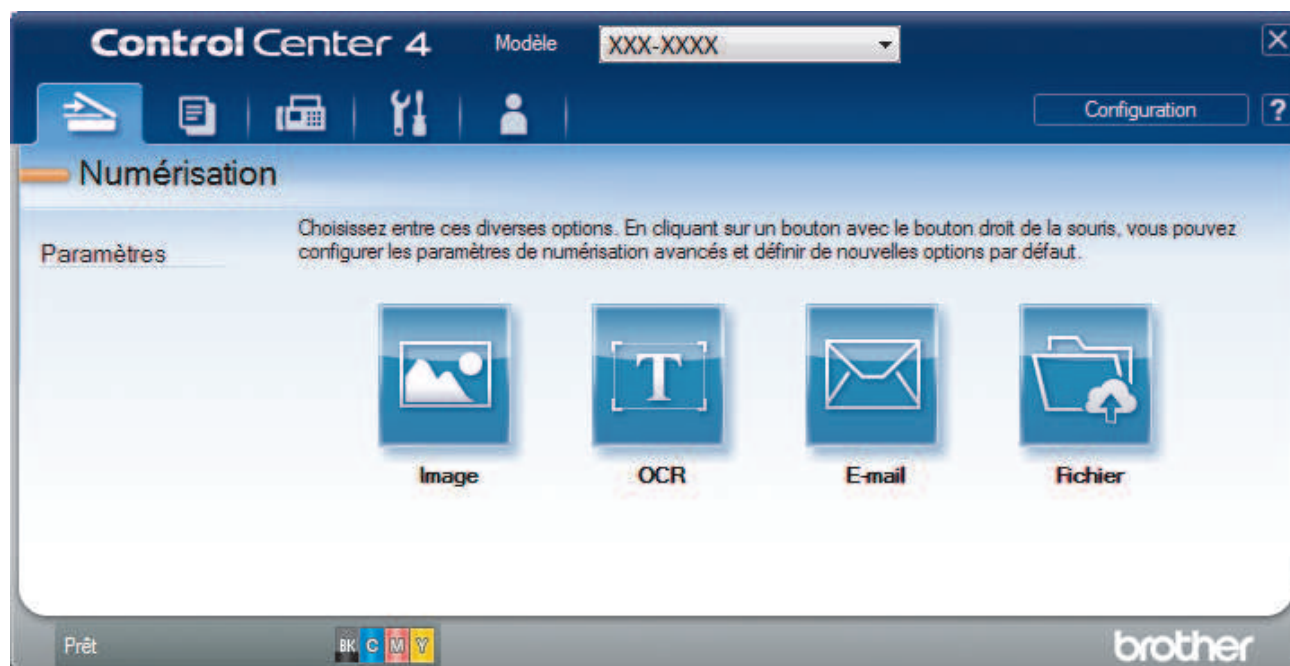 Control Center 4 Modèle XXX-XXXX
Configuration ?
Numérisation
Choisissez entre ces diverses options. En cliquant sur un bouton avec le bouton droit de la souris, vous pouvez
Paramètres configurer les paramètres de numérisation avancés et définir de nouvelles options par défaut.
T
Image OCR E-mail Fichier
Prêt BK C M Y brother